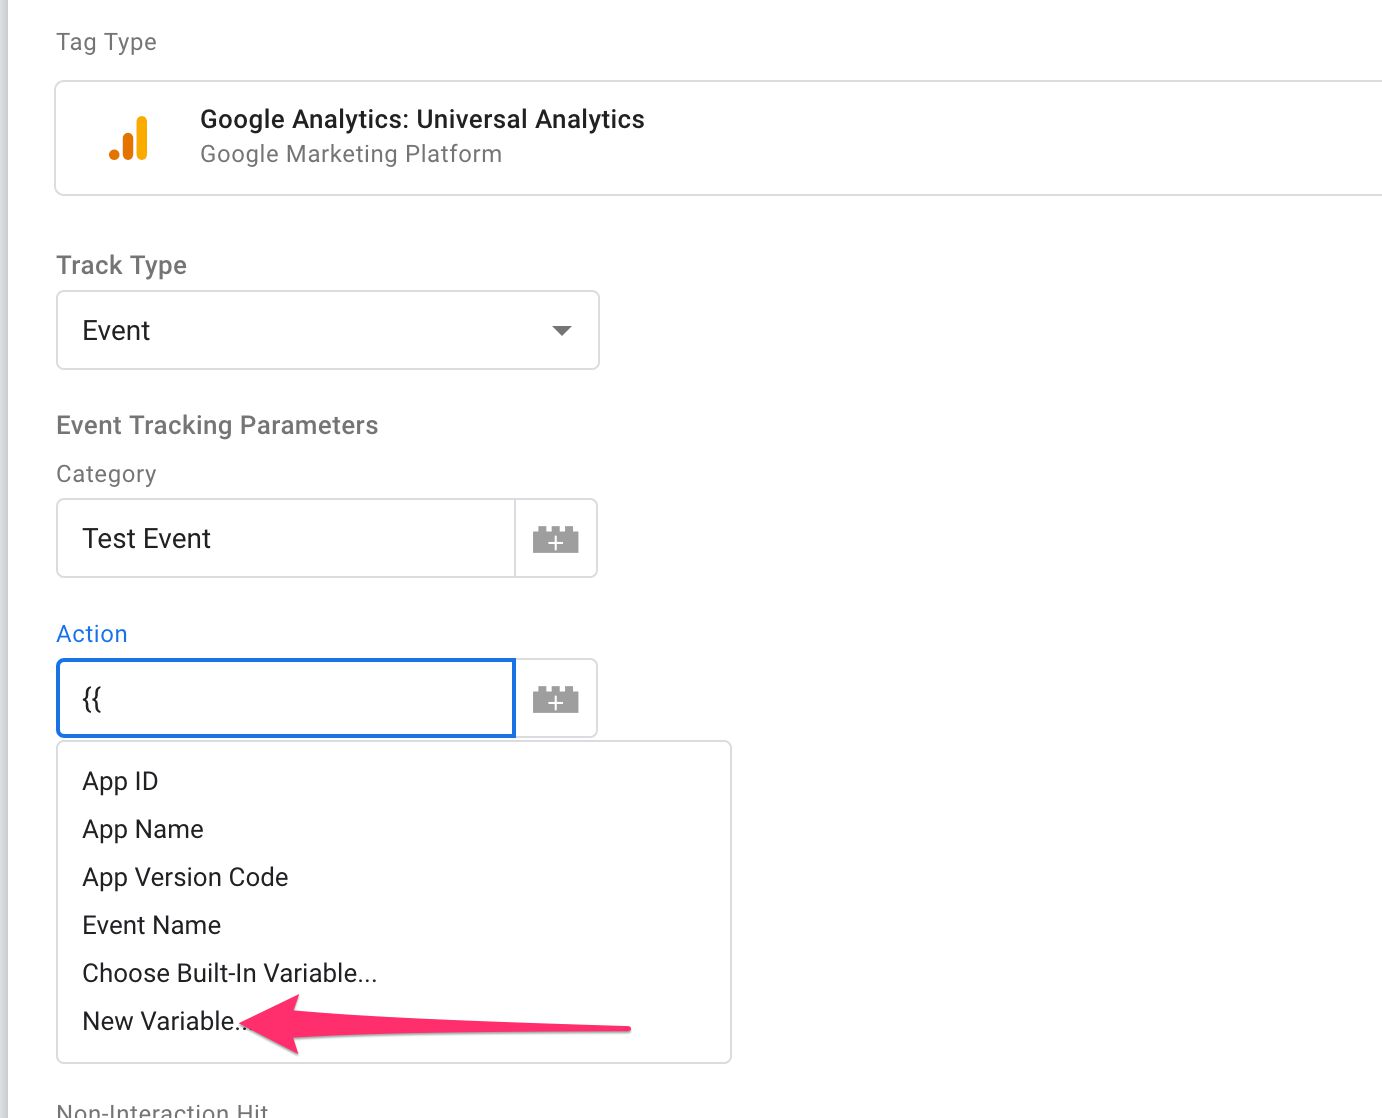 Tag Type
Google Analytics: Universal Analytics
Google Marketing Platform
Track Type
Event
Event Tracking Parameters
Category
Test Event
Action
{{
App ID
App Name
App Version Code
Event Name
Choose Built-In Variable...
New Variable..
Non-Interaction Hit